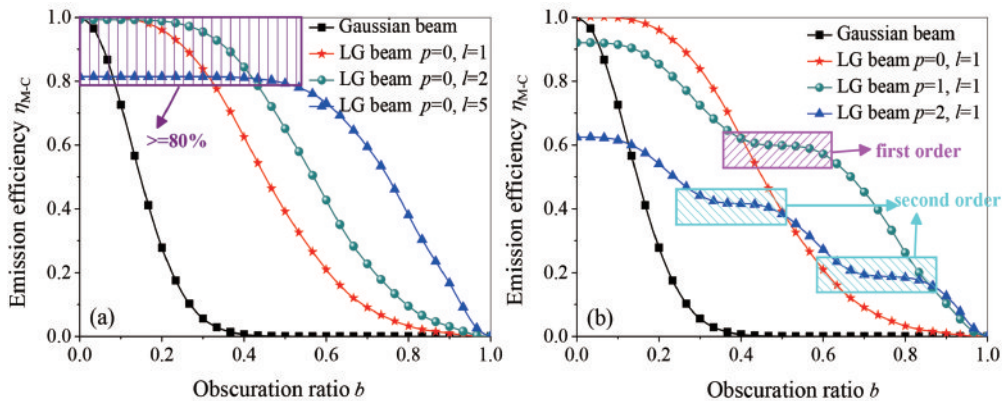 Emission efficiency ηM-C
1.0
0.8
0.6
0.4
0.2
0.0
Gaussian beam
LG beam p=0, l=1
LG beam p=0, l=2
LG beam p=0, l=5
>=80%
(a)
0.0 0.2 0.4 0.6 0.8 1.0
Obscuration ratio b
Emission efficiency ηM-C
1.0
0.8
0.6
0.4
0.2
0.0
Gaussian beam
LG beam p=0, l=1
LG beam p=1, l=1
LG beam p=2, l=1
first order
second order
(b)
0.0 0.2 0.4 0.6 0.8 1.0
Obscuration ratio b